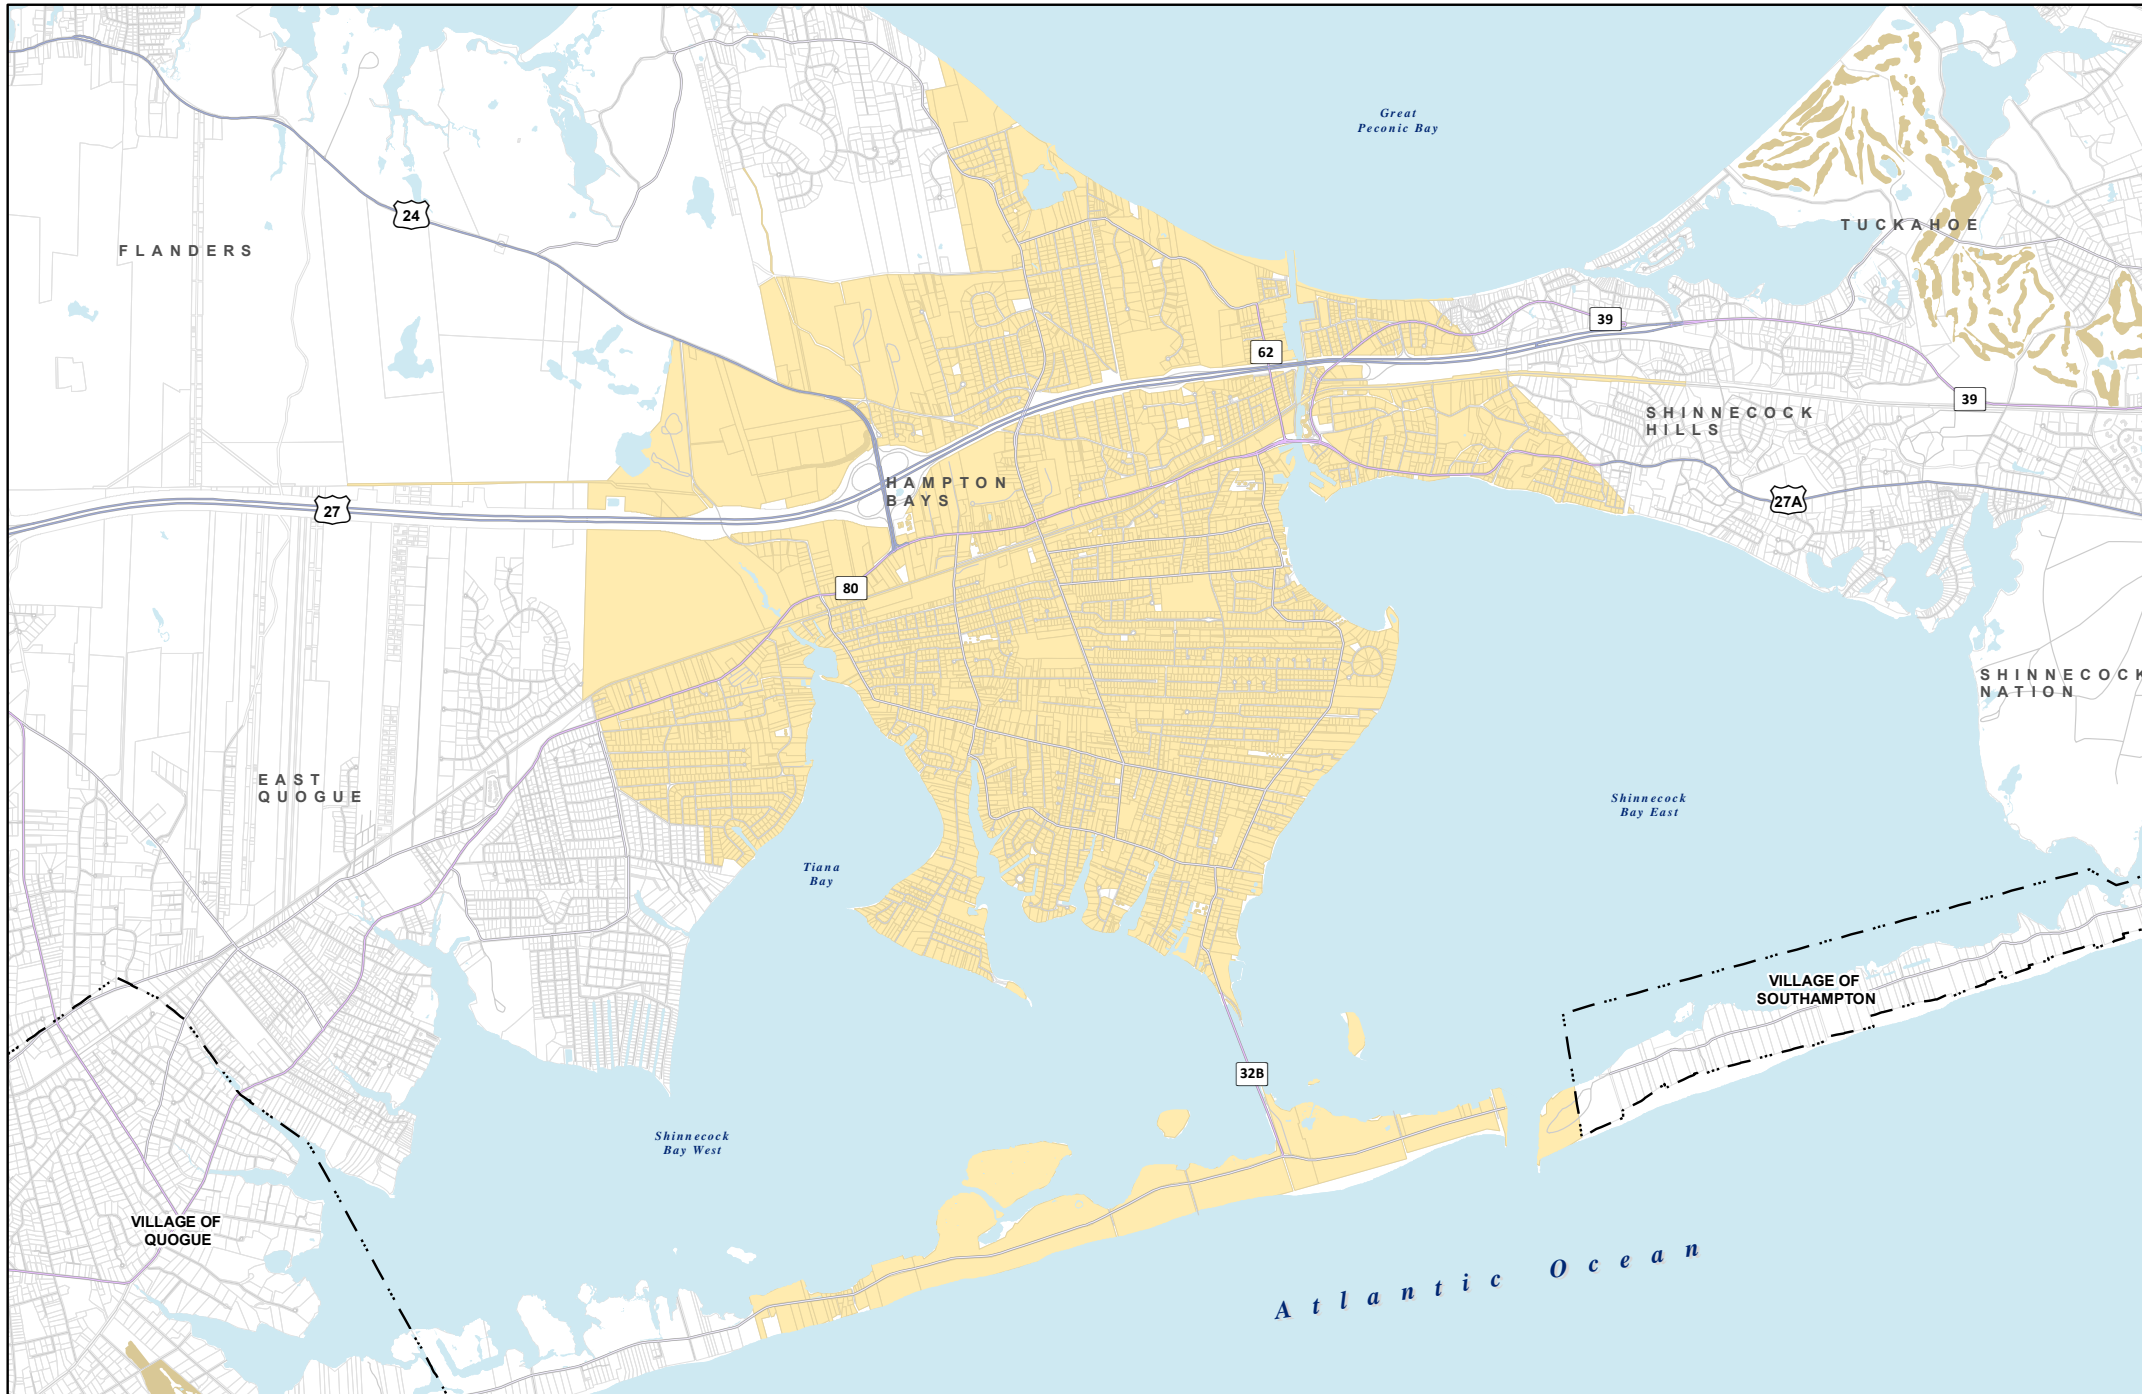 Great
Peconic Bay
24
FLANDERS
TUCKAHOE
39
62
39
SHINNECOCK
HILLS
HAMPTON
BAYS
27
27A
80
SHINNECOCK
NATION
EAST
QUOGUE
Shinnecock
Bay East
Tiana
Bay
VILLAGE OF
SOUTHAMPTON
32B
Shinnecock
Bay West
VILLAGE OF
QUOGUE
Atlantic Ocean